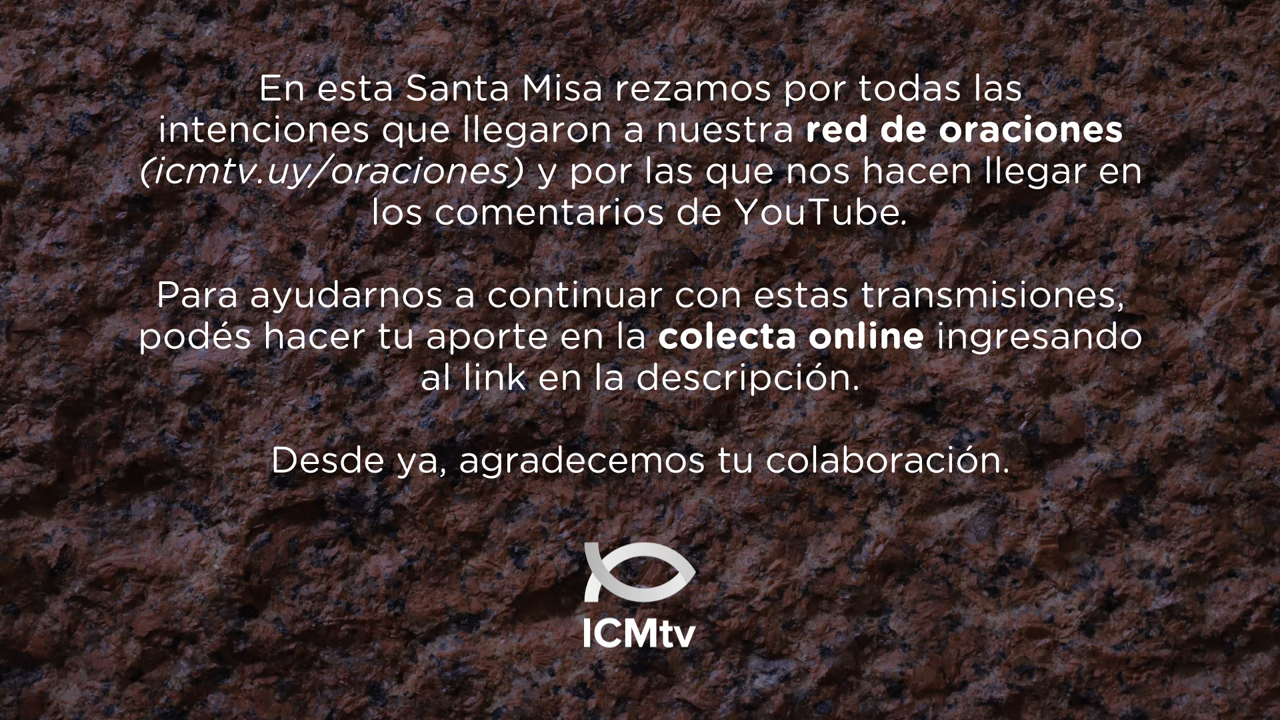 En esta Santa Misa rezamos por todas las
intenciones que llegaron a nuestra red de oraciones
(icmtv.uy/oraciones) y por las que nos hacen llegar en
los comentarios de YouTube.
Para ayudarnos a continuar con estas transmisiones,
podés hacer tu aporte en la colecta online ingresando
al link en la descripción.
Desde ya, agradecemos tu colaboración.
ICMtv